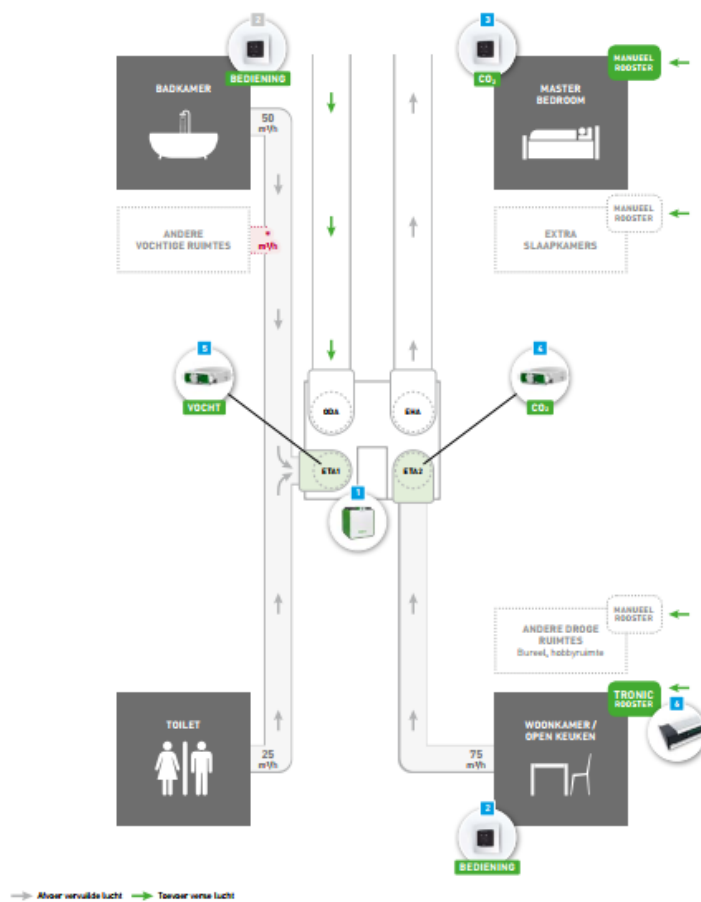 2
3
BEDIENING
CO₂
MANUEEL
ROOSTER
BADKAMER
MASTER
BEDROOM
50
m³/h
ANDERE
VOCHTIGE RUIMTES
*
m³/h
MANUEEL
ROOSTER
EXTRA
SLAAPKAMERS
5
VOCHT
4
CO₂
ODA
EHA
ETA1
ETA2
1
MANUEEL
ROOSTER
ANDERE DROGE
RUIMTES
Bureel, hobbyruimte
TRONIC
ROOSTER
6
TOILET
WOONKAMER /
OPEN KEUKEN
25
m³/h
75
m³/h
2
BEDIENING
Afvoer vervuilde lucht
Toevoer verse lucht